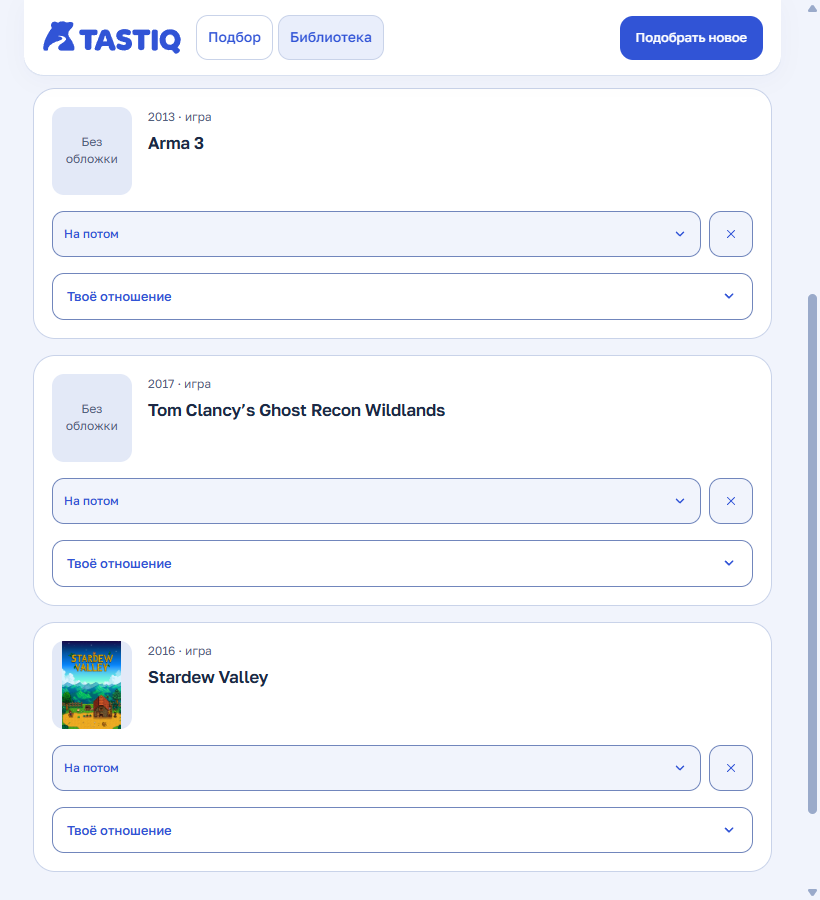 TASTIQ
Подбор
Библиотека
Подобрать новое
Без
обложки
2013 · игра
Arma 3
На потом
Твоё отношение
Без
обложки
2017 · игра
Tom Clancy’s Ghost Recon Wildlands
На потом
Твоё отношение
STARDEW
VALLEY
2016 · игра
Stardew Valley
На потом
Твоё отношение